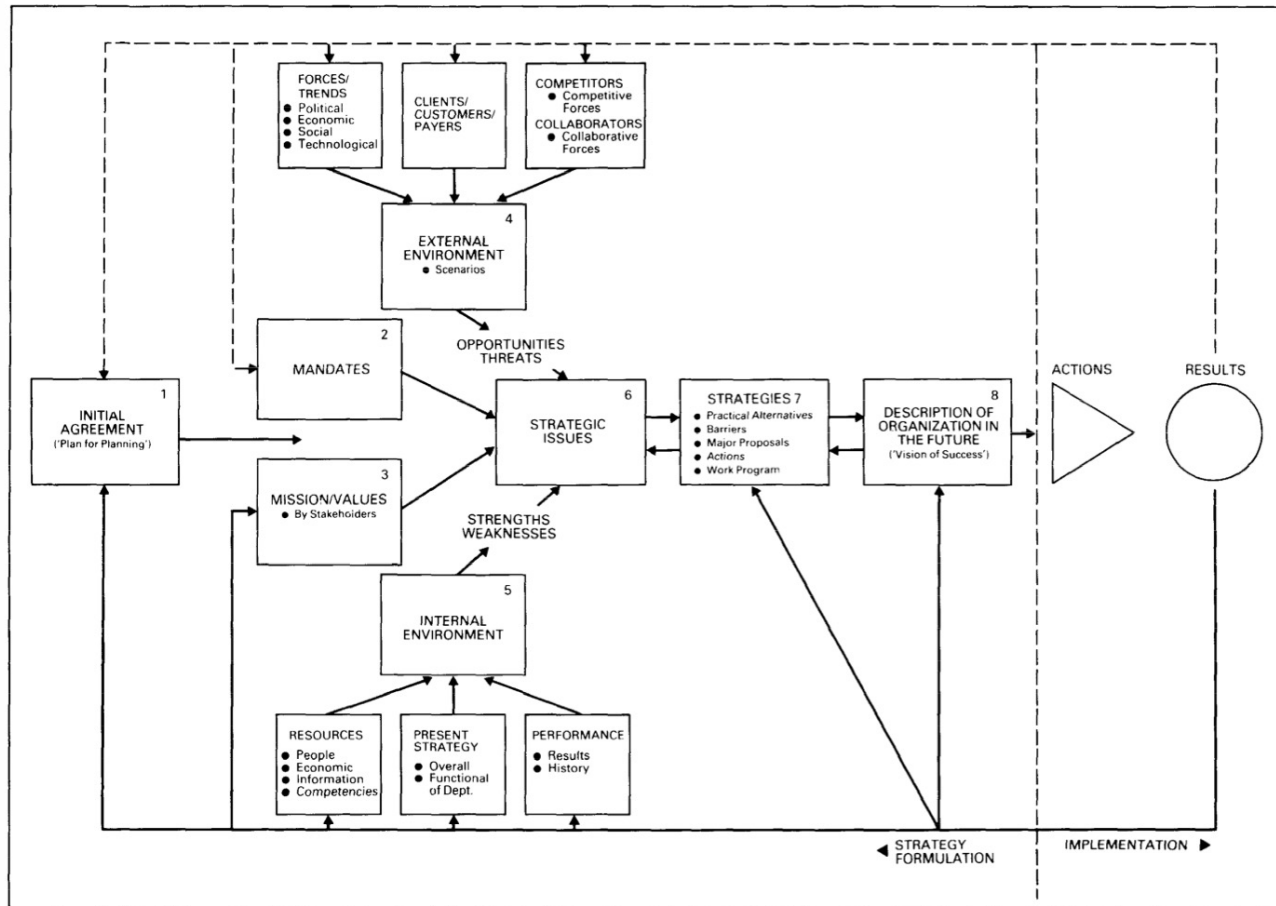 FORCES/
TRENDS
● Political
● Economic
● Social
● Technological
CLIENTS/
CUSTOMERS/
PAYERS
COMPETITORS
● Competitive
Forces
COLLABORATORS
● Collaborative
Forces
4
EXTERNAL
ENVIRONMENT
● Scenarios
OPPORTUNITIES
THREATS
2
MANDATES
1
INITIAL
AGREEMENT
('Plan for Planning')
3
MISSION/VALUES
● By Stakeholders
6
STRATEGIC
ISSUES
STRATEGIES 7
● Practical Alternatives
● Barriers
● Major Proposals
● Actions
● Work Program
8
DESCRIPTION OF
ORGANIZATION IN
THE FUTURE
('Vision of Success')
ACTIONS
RESULTS
STRENGTHS
WEAKNESSES
5
INTERNAL
ENVIRONMENT
RESOURCES
● People
● Economic
● Information
● Competencies
PRESENT
STRATEGY
● Overall
● Functional
of Dept.
PERFORMANCE
● Results
● History
◀ STRATEGY
FORMULATION
IMPLEMENTATION ▶